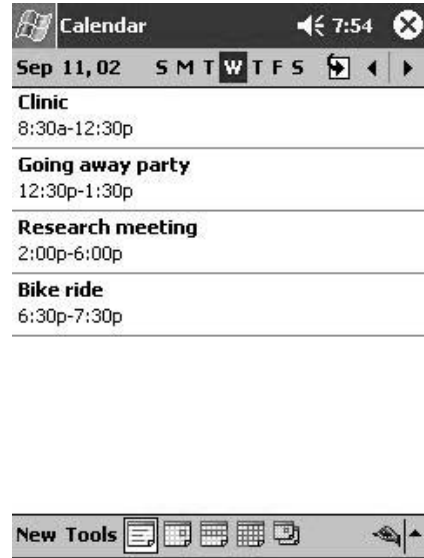 Calendar 7:54
Sep 11, 02 S M T W T F S
Clinic
8:30a-12:30p
Going away party
12:30p-1:30p
Research meeting
2:00p-6:00p
Bike ride
6:30p-7:30p
New Tools